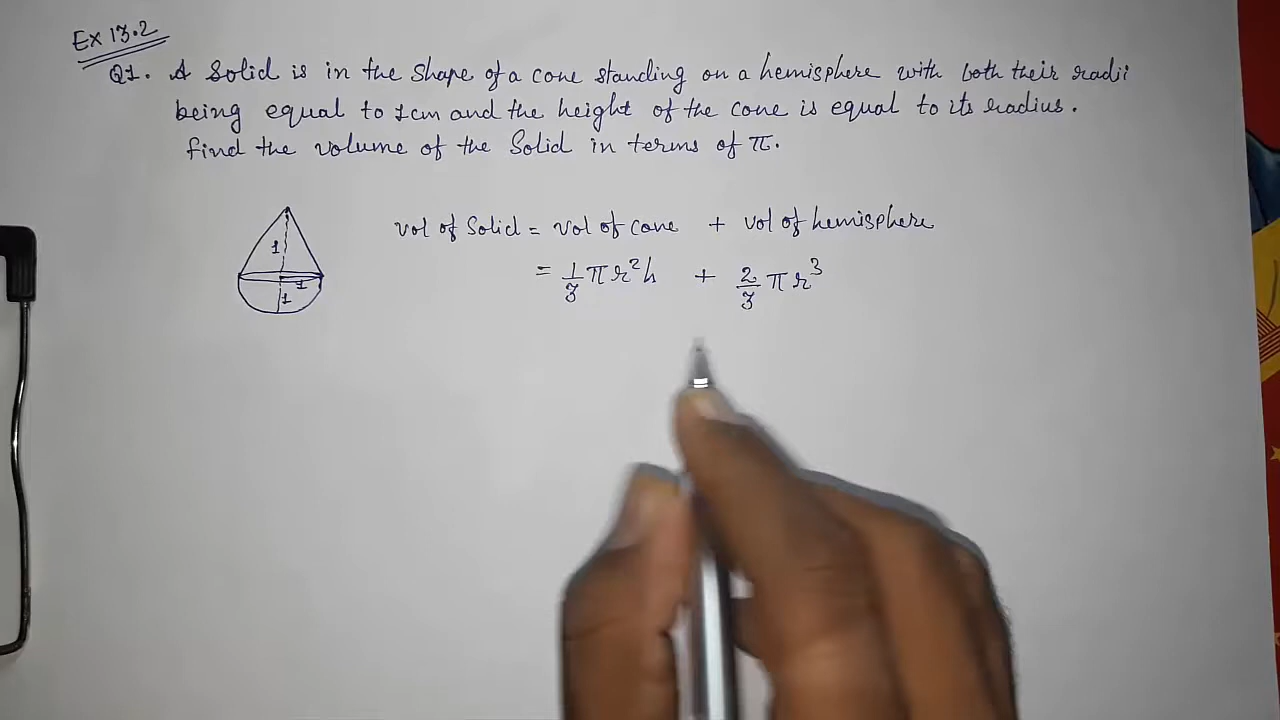 Ex 13.2
Q1. A Solid is in the shape of a cone standing on a hemisphere with both their radii
being equal to 1cm and the height of the cone is equal to its radius.
find the volume of the Solid in terms of π.
vol of Solid = vol of cone + vol of hemisphere
= 1/3 πr²h + 2/3 πr³
1
1
1